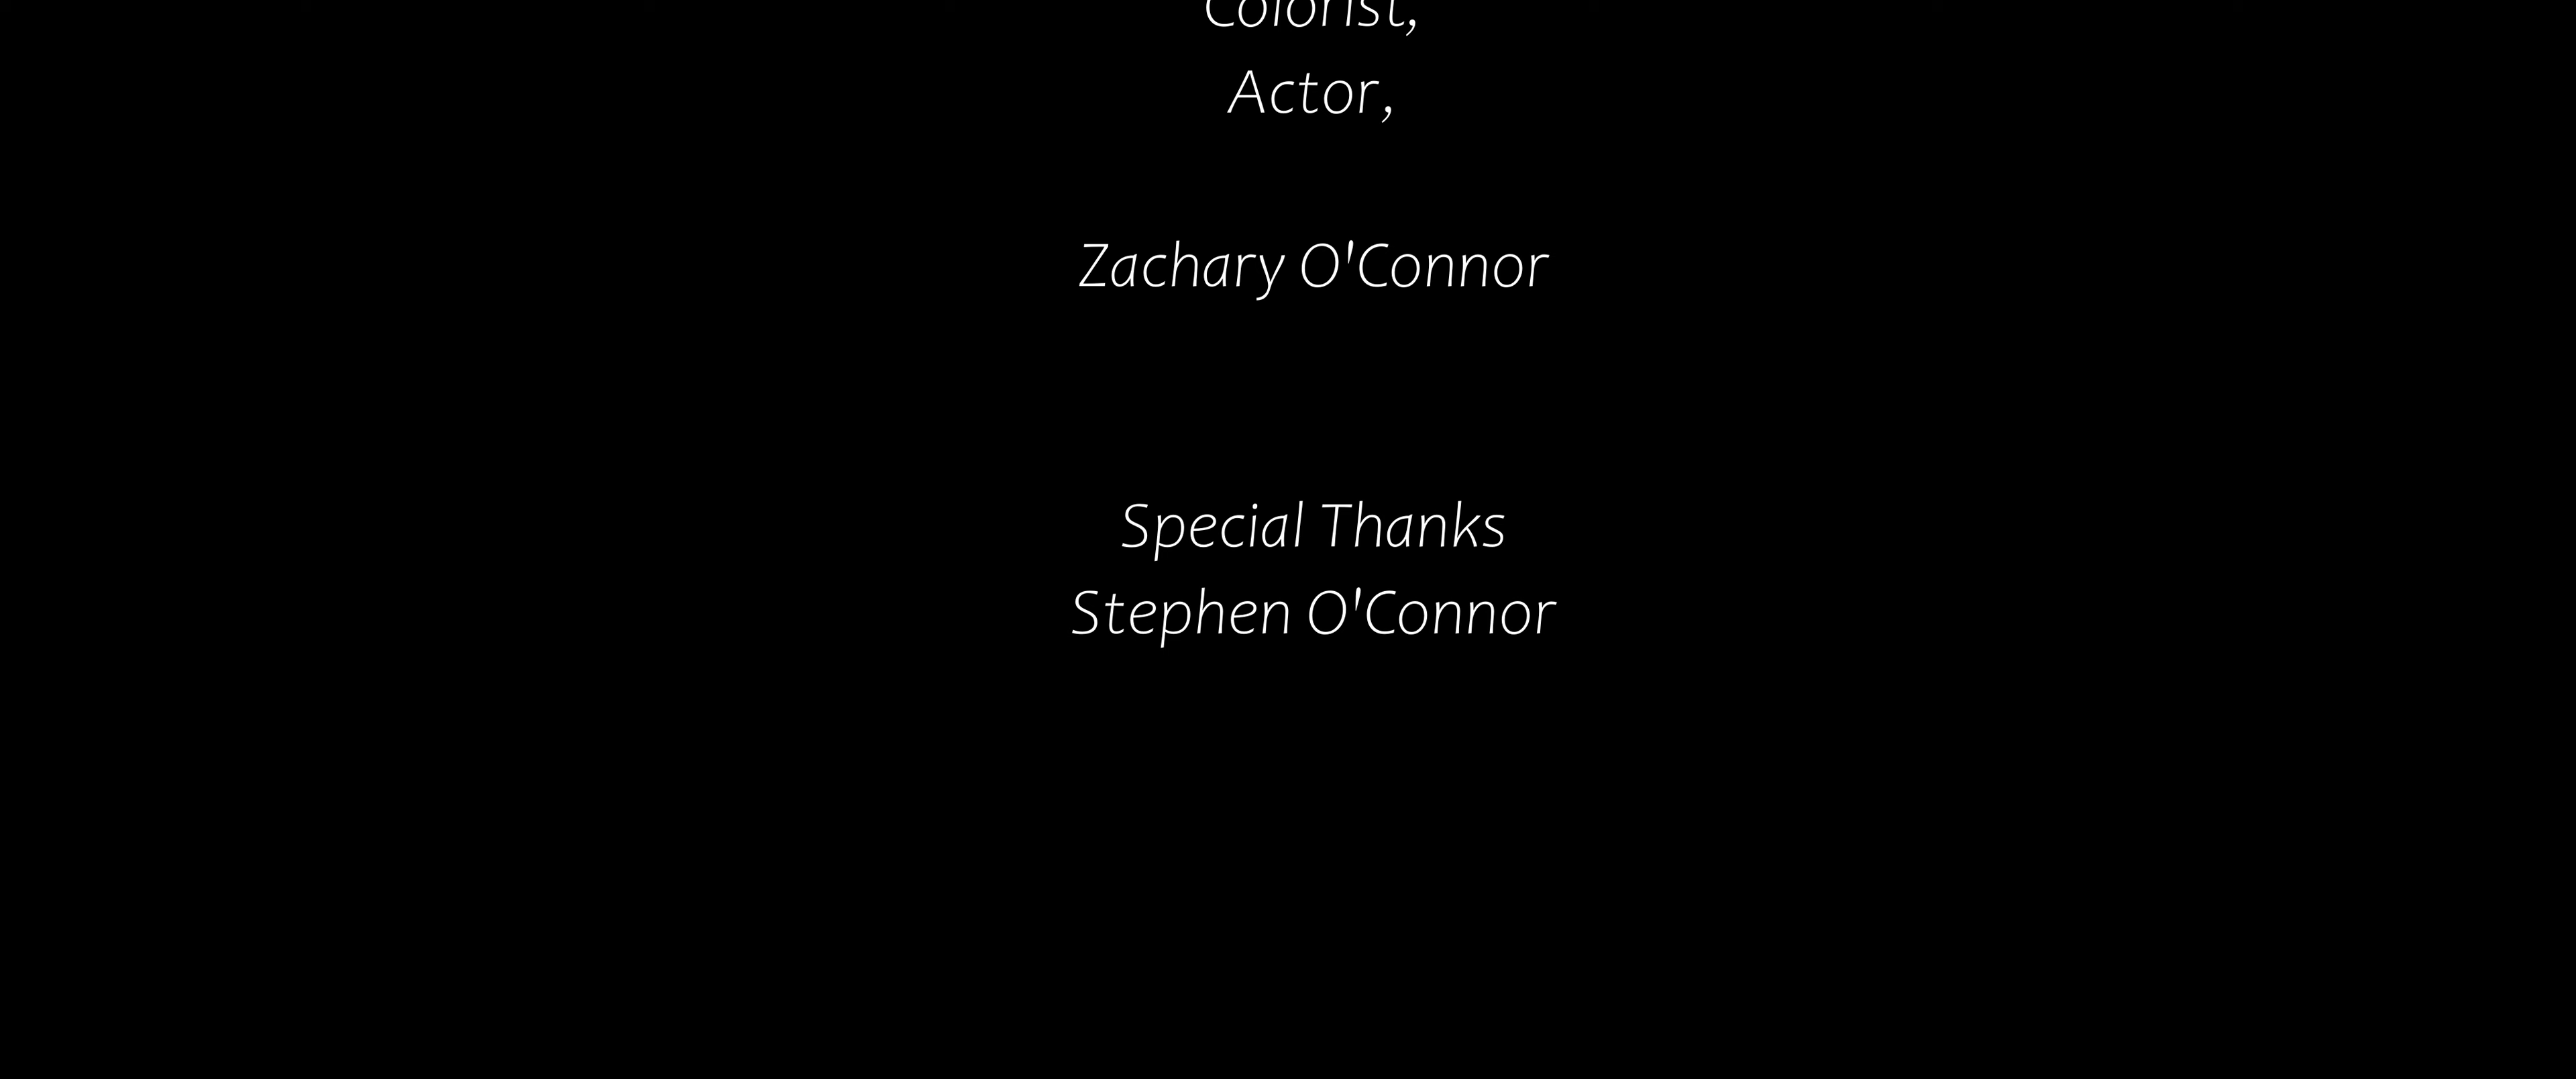 Colorist,
Actor,
Zachary O'Connor
Special Thanks
Stephen O'Connor